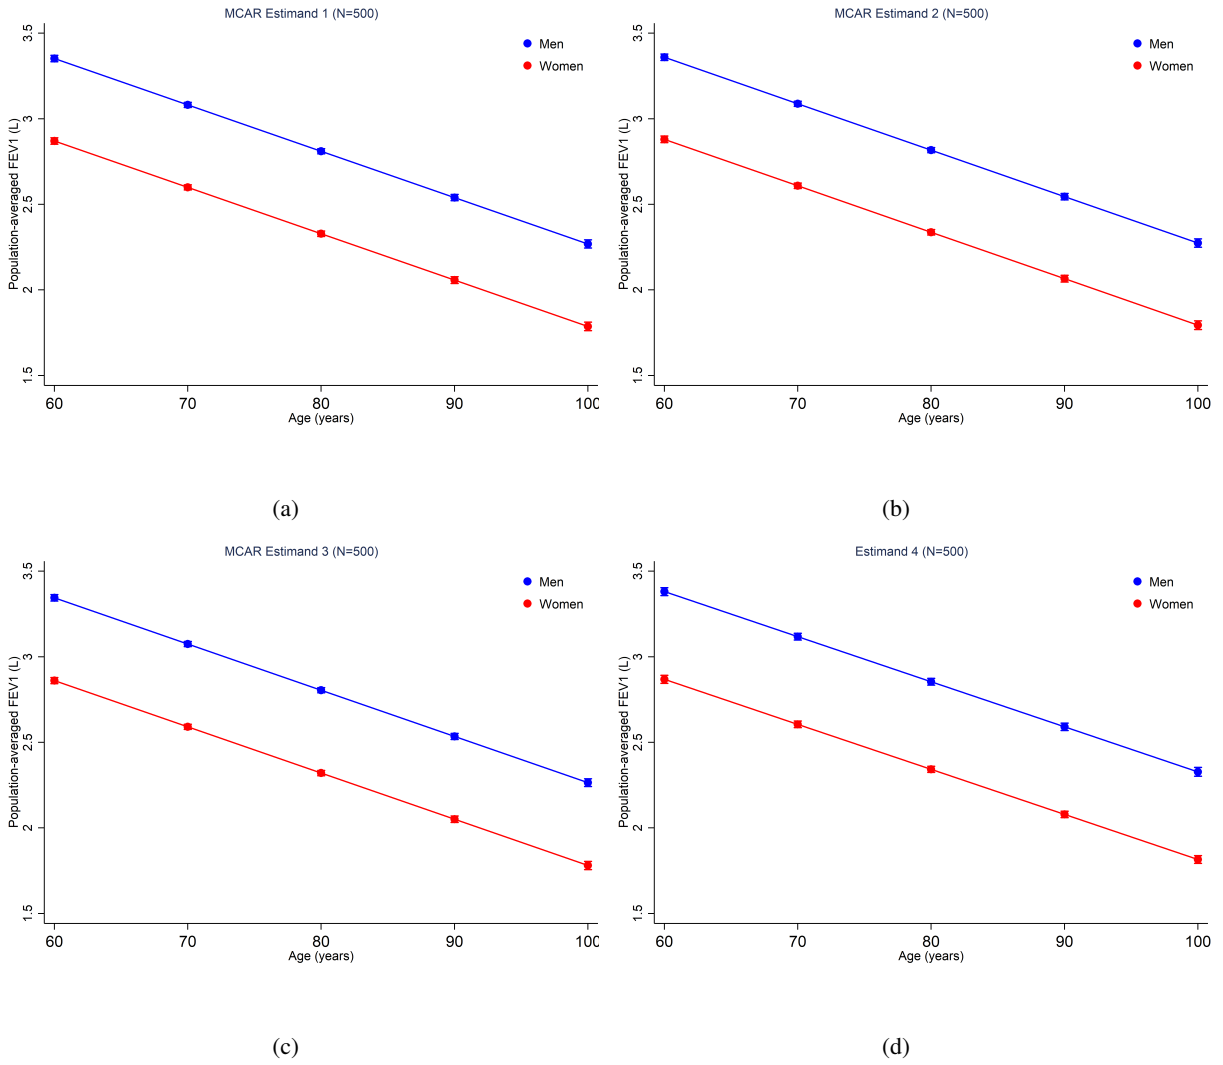 MCAR Estimand 1 (N=500)
Population-averaged FEV1 (L)
3.5
3
2.5
2
1.5
Men
Women
60 70 80 90 100
Age (years)
(a)
MCAR Estimand 2 (N=500)
Population-averaged FEV1 (L)
3.5
3
2.5
2
1.5
Men
Women
60 70 80 90 100
Age (years)
(b)
MCAR Estimand 3 (N=500)
Population-averaged FEV1 (L)
3.5
3
2.5
2
1.5
Men
Women
60 70 80 90 100
Age (years)
(c)
Estimand 4 (N=500)
Population-averaged FEV1 (L)
3.5
3
2.5
2
1.5
Men
Women
60 70 80 90 100
Age (years)
(d)